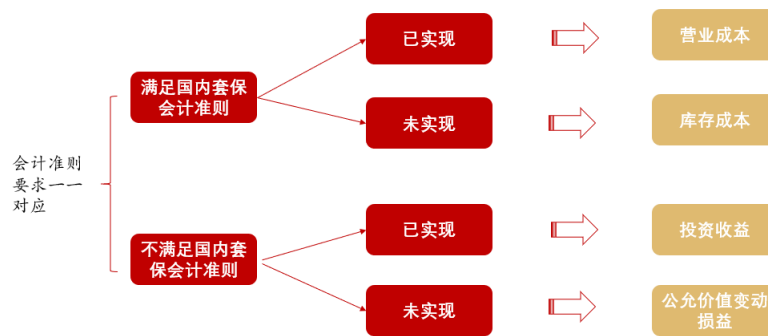 会计准则
要求一一
对应
满足国内套保
会计准则
已实现
营业成本
未实现
库存成本
不满足国内套
保会计准则
已实现
投资收益
未实现
公允价值变动
损益